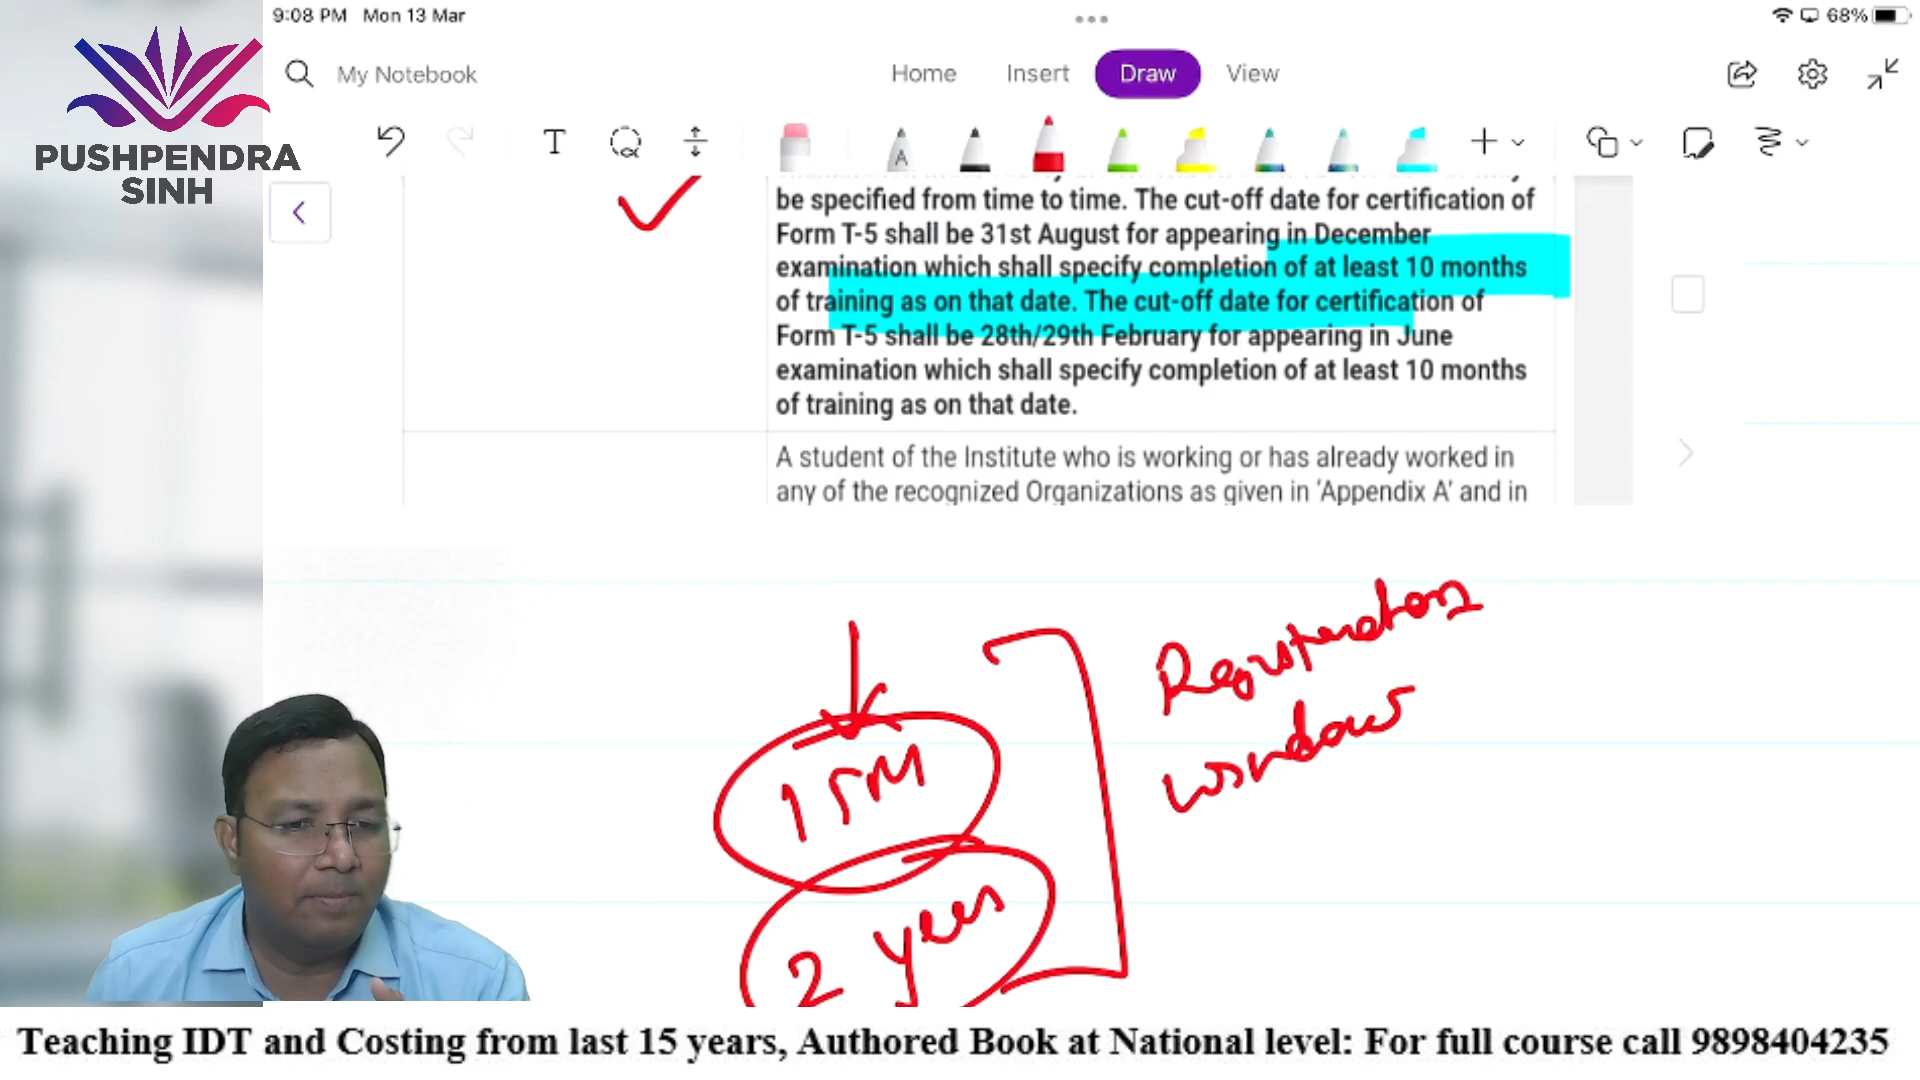 9:08 PM Mon 13 Mar
68%
PUSHPENDRA
SINH
My Notebook
Home Insert Draw View
T
A
be specified from time to time. The cut-off date for certification of
Form T-5 shall be 31st August for appearing in December
examination which shall specify completion of at least 10 months
of training as on that date. The cut-off date for certification of
Form T-5 shall be 28th/29th February for appearing in June
examination which shall specify completion of at least 10 months
of training as on that date.
A student of the Institute who is working or has already worked in
any of the recognized Organizations as given in ‘Appendix A’ and in
Registration
window
15M
2 years
Teaching IDT and Costing from last 15 years, Authored Book at National level: For full course call 9898404235